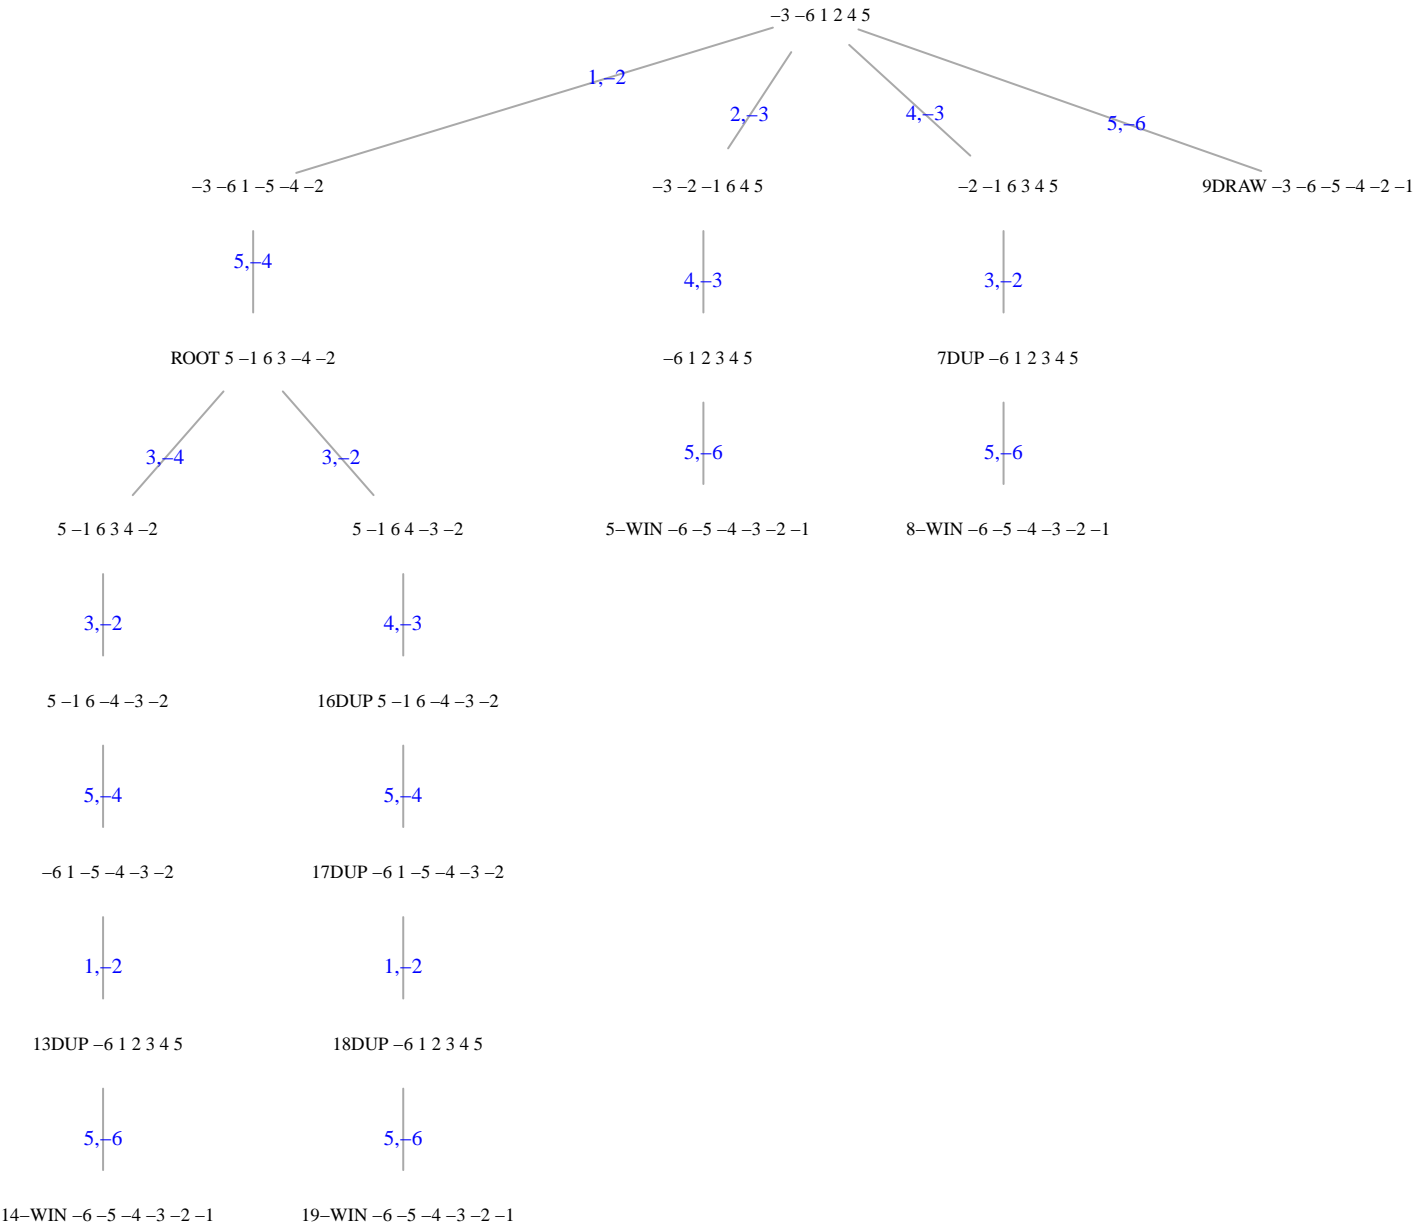 –3 –6 1 2 4 5
1,–2
2,–3
4,–3
5,–6
–3 –6 1 –5 –4 –2
–3 –2 –1 6 4 5
–2 –1 6 3 4 5
9DRAW –3 –6 –5 –4 –2 –1
5,–4
4,–3
3,–2
ROOT 5 –1 6 3 –4 –2
–6 1 2 3 4 5
7DUP –6 1 2 3 4 5
3,–4
3,–2
5,–6
5,–6
5 –1 6 3 4 –2
5 –1 6 4 –3 –2
5–WIN –6 –5 –4 –3 –2 –1
8–WIN –6 –5 –4 –3 –2 –1
3,–2
4,–3
5 –1 6 –4 –3 –2
16DUP 5 –1 6 –4 –3 –2
5,–4
5,–4
–6 1 –5 –4 –3 –2
17DUP –6 1 –5 –4 –3 –2
1,–2
1,–2
13DUP –6 1 2 3 4 5
18DUP –6 1 2 3 4 5
5,–6
5,–6
14–WIN –6 –5 –4 –3 –2 –1
19–WIN –6 –5 –4 –3 –2 –1